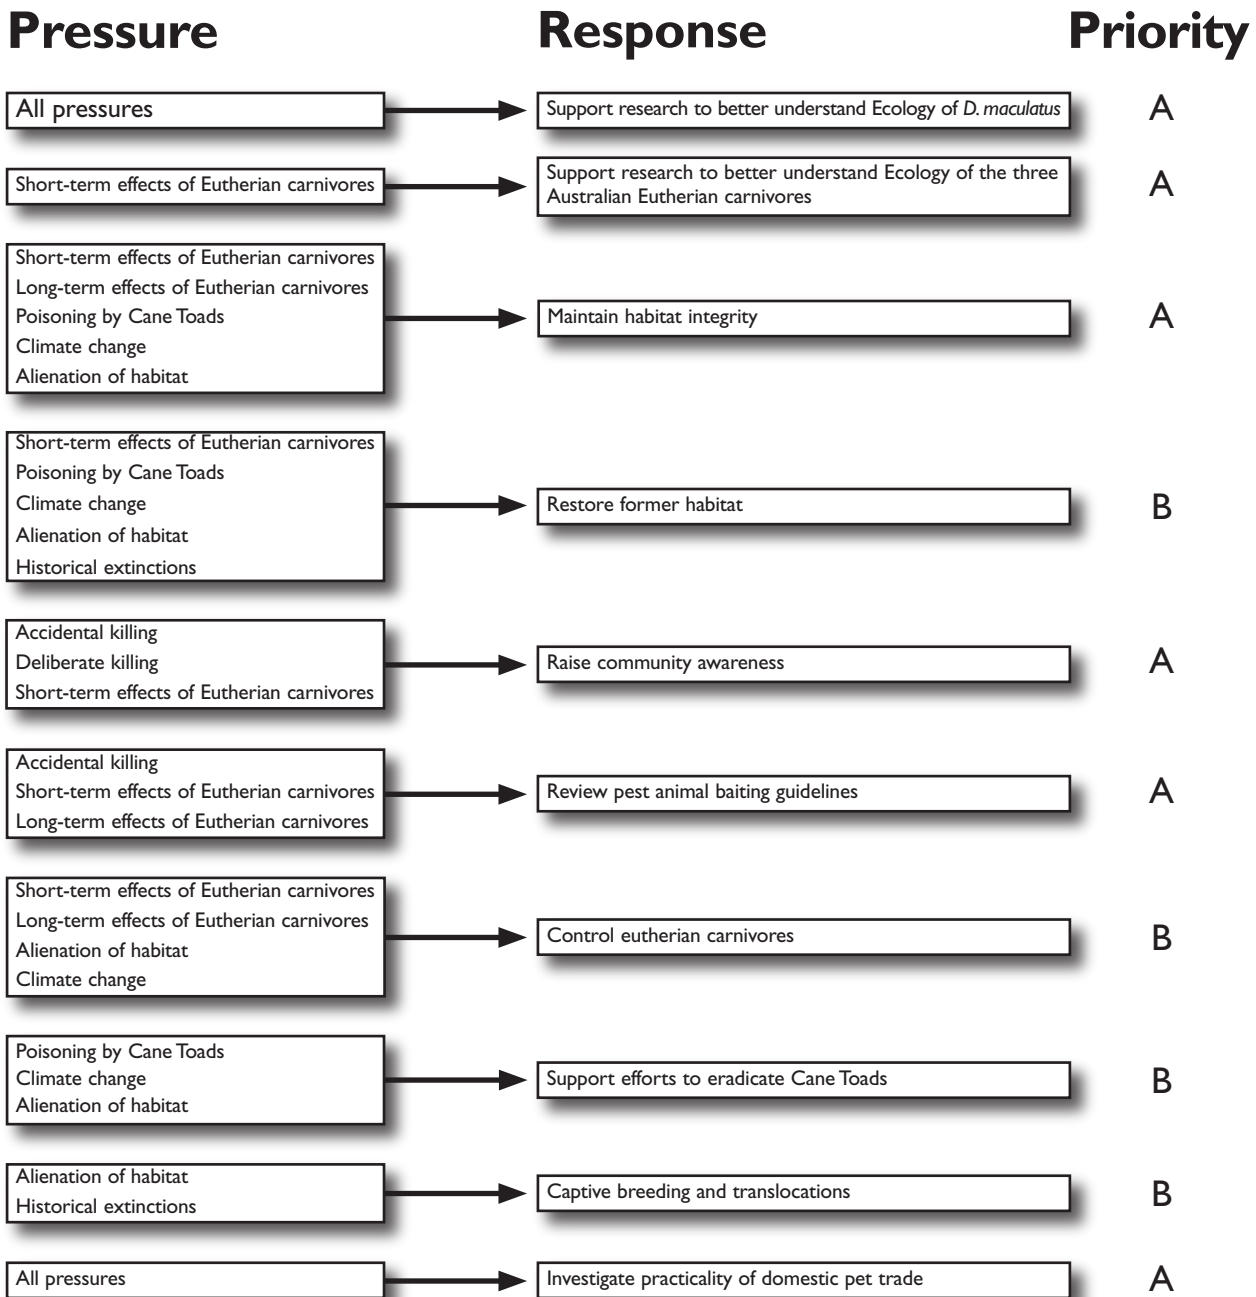 Pressure Response Priority
All pressures
Support research to better understand Ecology of D. maculatus
A
Short-term effects of Eutherian carnivores
Support research to better understand Ecology of the three
Australian Eutherian carnivores
A
Short-term effects of Eutherian carnivores
Long-term effects of Eutherian carnivores
Poisoning by Cane Toads
Climate change
Alienation of habitat
Maintain habitat integrity
A
Short-term effects of Eutherian carnivores
Poisoning by Cane Toads
Climate change
Alienation of habitat
Historical extinctions
Restore former habitat
B
Accidental killing
Deliberate killing
Short-term effects of Eutherian carnivores
Raise community awareness
A
Accidental killing
Short-term effects of Eutherian carnivores
Long-term effects of Eutherian carnivores
Review pest animal baiting guidelines
A
Short-term effects of Eutherian carnivores
Long-term effects of Eutherian carnivores
Alienation of habitat
Climate change
Control eutherian carnivores
B
Poisoning by Cane Toads
Climate change
Alienation of habitat
Support efforts to eradicate Cane Toads
B
Alienation of habitat
Historical extinctions
Captive breeding and translocations
B
All pressures
Investigate practicality of domestic pet trade
A